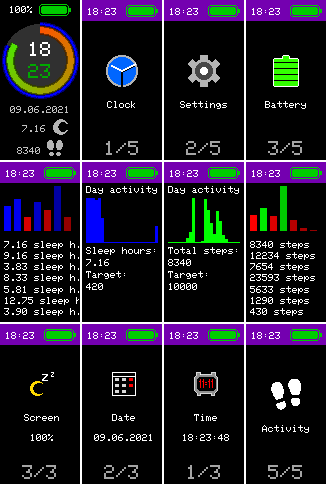 100%
18
23
09.06.2021
7.16
8340
18:23
Clock
1/5
18:23
Settings
2/5
18:23
Battery
3/5
18:23
7.16 sleep h.
9.16 sleep h.
3.83 sleep h.
8.33 sleep h.
5.81 sleep h.
12.75 sleep h
3.90 sleep h.
18:23
Day activity
Sleep hours:
7.16
Target:
420
18:23
Day activity
Total steps:
8340
Target:
10000
18:23
8340 steps
12234 steps
7654 steps
23593 steps
5633 steps
1290 steps
430 steps
18:23
z z
Screen
100%
3/3
18:23
Date
09.06.2021
2/3
18:23
11:11
Time
18:23:48
1/3
18:23
Activity
5/5